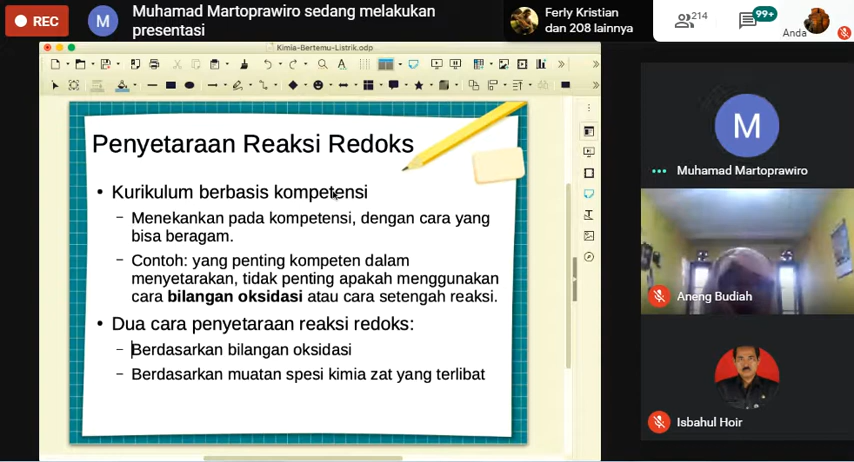 REC
M
Muhamad Martoprawiro sedang melakukan
presentasi
Ferly Kristian
dan 208 lainnya
214
99+
Anda
Kimia-Bertemu-Listrik.odp
Penyetaraan Reaksi Redoks
• Kurikulum berbasis kompetensi
– Menekankan pada kompetensi, dengan cara yang
bisa beragam.
– Contoh: yang penting kompeten dalam
menyetarakan, tidak penting apakah menggunakan
cara bilangan oksidasi atau cara setengah reaksi.
• Dua cara penyetaraan reaksi redoks:
– Berdasarkan bilangan oksidasi
– Berdasarkan muatan spesi kimia zat yang terlibat
M
Muhamad Martoprawiro
Aneng Budiah
Isbahul Hoir